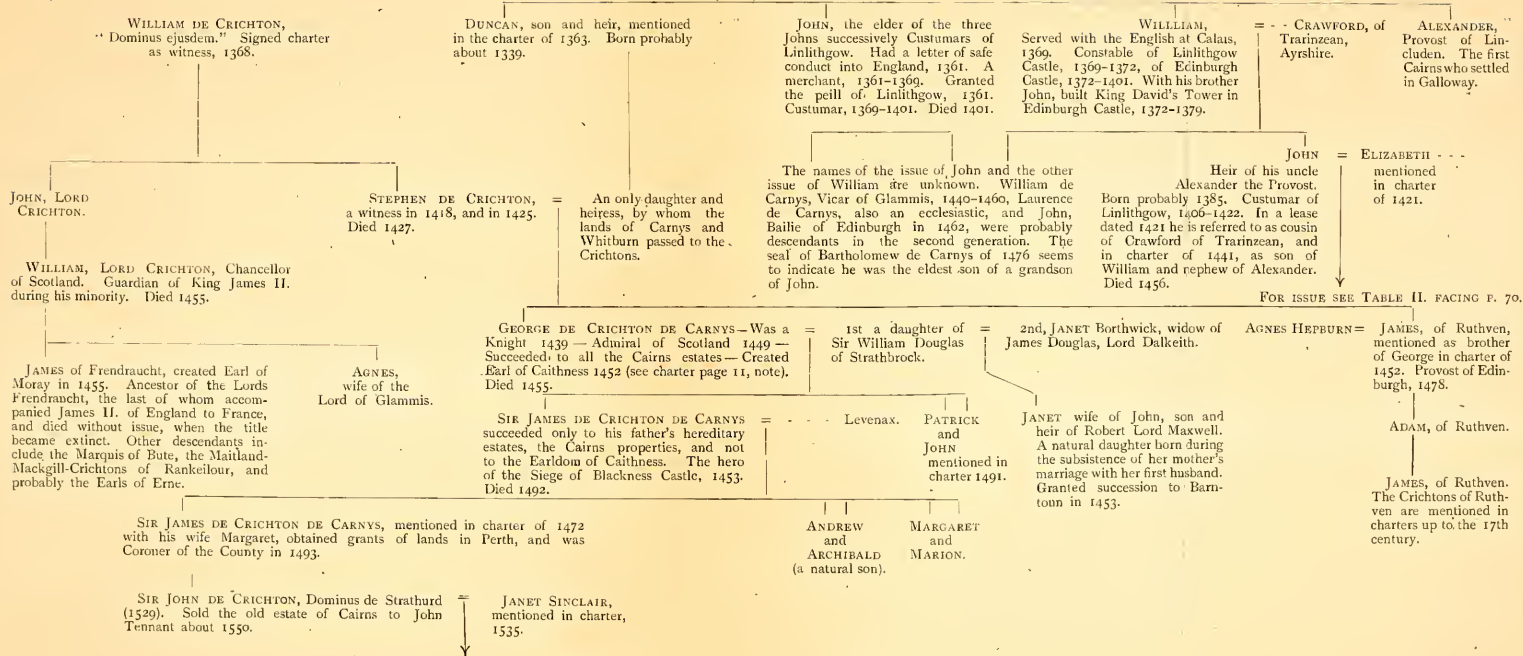 WILLIAM DE CRICHTON,
"Dominus ejusdem." Signed charter
as witness, 1368.
DUNCAN, son and heir, mentioned
in the charter of 1363. Born probably
about 1339.
JOHN, the elder of the three
Johns successively Custumars of
Linlithgow. Had a letter of safe
conduct into England, 1361. A
merchant, 1361-1369. Granted
the peill of Linlithgow, 1361.
Custumar, 1369-1401. Died 1401.
WILLLIAM,
Served with the English at Calais,
1369. Constable of Linlithgow
Castle, 1369-1372, of Edinburgh
Castle, 1372-1401. With his brother
John, built King David's Tower in
Edinburgh Castle, 1372-1379.
= - - CRAWFORD, of
Trarinzean,
Ayrshire.
ALEXANDER,
Provost of Lin-
cluden. The first
Cairns who settled
in Galloway.
JOHN, LORD
CRICHTON.
STEPHEN DE CRICHTON, =
a witness in 1418, and in 1425.
Died 1427.
An only daughter and
heiress, by whom the
lands of Carnys and
Whitburn passed to the
Crichtons.
The names of the issue of John and the other
issue of William are unknown. William de
Carnys, Vicar of Glammis, 1440-1460, Laurence
de Carnys, also an ecclesiastic, and John,
Bailie of Edinburgh in 1462, were probably
descendants in the second generation. The
seal of Bartholomew de Carnys of 1476 seems
to indicate he was the eldest son of a grandson
of John.
JOHN =
Heir of his uncle
Alexander the Provost.
Born probably 1385. Custumar of
Linlithgow, 1406-1422. In a lease
dated 1421 he is referred to as cousin
of Crawford of Trarinzean, and
in charter of 1441, as son of
William and nephew of Alexander.
Died 1456.
ELIZABETH - - -
mentioned
in charter
of 1421.
FOR ISSUE SEE TABLE II. FACING P. 70.
WILLIAM, LORD CRICHTON, Chancellor
of Scotland. Guardian of King James II.
during his minority. Died 1455.
GEORGE DE CRICHTON DE CARNYS—Was a =
Knight 1439 — Admiral of Scotland 1449 —
Succeeded to all the Cairns estates—Created
Earl of Caithness 1452 (see charter page 11, note).
Died 1455.
1st a daughter of =
Sir William Douglas
of Strathbrock.
2nd, JANET Borthwick, widow of
James Douglas, Lord Dalkeith.
AGNES HEPBURN =
JAMES, of Ruthven,
mentioned as brother
of George in charter of
1452. Provost of Edin-
burgh, 1478.
JAMES of Frendraucht, created Earl of
Moray in 1455. Ancestor of the Lords
Frendraucht, the last of whom accom-
panied James II. of England to France,
and died without issue, when the title
became extinct. Other descendants in-
clude the Marquis of Bute, the Maitland-
Mackgill-Crichtons of Rankeilour, and
probably the Earls of Erne.
AGNES,
wife of the
Lord of Glammis.
SIR JAMES DE CRICHTON DE CARNYS =
succeeded only to his father's hereditary
estates, the Cairns properties, and not
to the Earldom of Caithness. The hero
of the Siege of Blackness Castle, 1453.
Died 1492.
- - - Levenax.
PATRICK
and
JOHN
mentioned in
charter 1491.
JANET wife of John, son and
heir of Robert Lord Maxwell.
A natural daughter born during
the subsistence of her mother's
marriage with her first husband.
Granted succession to Barn-
toun in 1453.
ADAM, of Ruthven.
JAMES, of Ruthven.
The Crichtons of Ruth-
ven are mentioned in
charters up to the 17th
century.
SIR JAMES DE CRICHTON DE CARNYS, mentioned in charter of 1472
with his wife Margaret, obtained grants of lands in Perth, and was
Coroner of the County in 1493.
ANDREW
and
ARCHIBALD
(a natural son).
MARGARET
and
MARION.
SIR JOHN DE CRICHTON, Dominus de Strathurd =
(1529). Sold the old estate of Cairns to John
Tennant about 1550.
JANET SINCLAIR,
mentioned in charter,
1535.